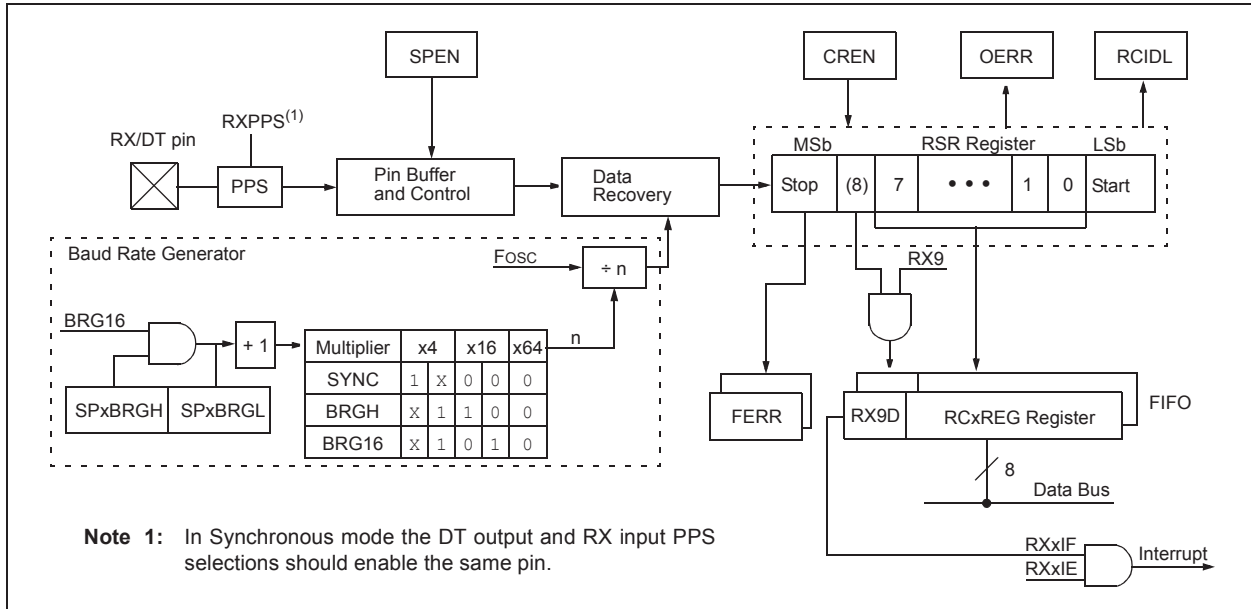 SPEN
CREN
OERR
RCIDL
RXPPS(1)
RX/DT pin
PPS
Pin Buffer
and Control
Data
Recovery
MSb
RSR Register
LSb
Stop (8) 7 • • • 1 0 Start
Baud Rate Generator
FOSC
÷ n
RX9
BRG16
+ 1
n
Multiplier x4 x16 x64
SYNC 1 X 0 0 0
BRGH X 1 1 0 0
BRG16 X 1 0 1 0
SPxBRGH SPxBRGL
FERR
RX9D RCxREG Register
FIFO
8
Data Bus
RXxIF
RXxIE
Interrupt
Note 1: In Synchronous mode the DT output and RX input PPS
selections should enable the same pin.